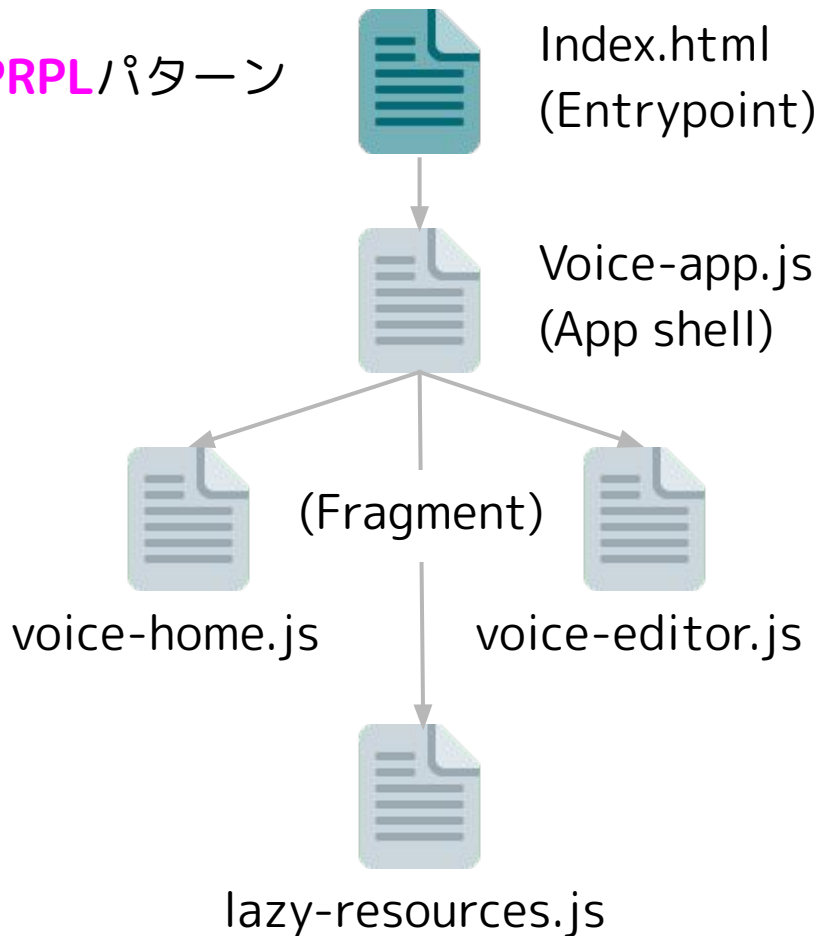 PRPLパターン
Index.html
(Entrypoint)
Voice-app.js
(App shell)
(Fragment)
voice-home.js
voice-editor.js
lazy-resources.js